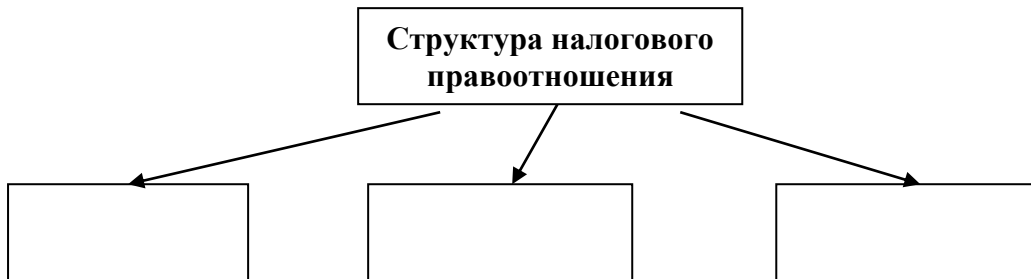 Структура налогового
правоотношения